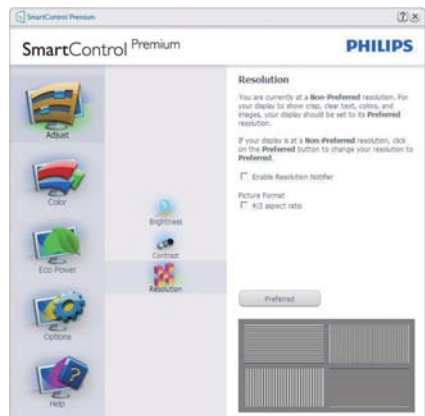 SmartControl Premium
SmartControl Premium
PHILIPS
Adjust
Color
Eco Power
Options
Help
Brightness
Contrast
Resolution
Resolution
You are currently at a Non-Preferred resolution. For
your display to show crisp, clear text, colors, and
images, your display should be set to its Preferred
resolution.
If your display is at a Non-Preferred resolution, click
on the Preferred button to change your resolution to
Preferred.
Enable Resolution Notifier
Picture Format
4:3 aspect ratio
Preferred